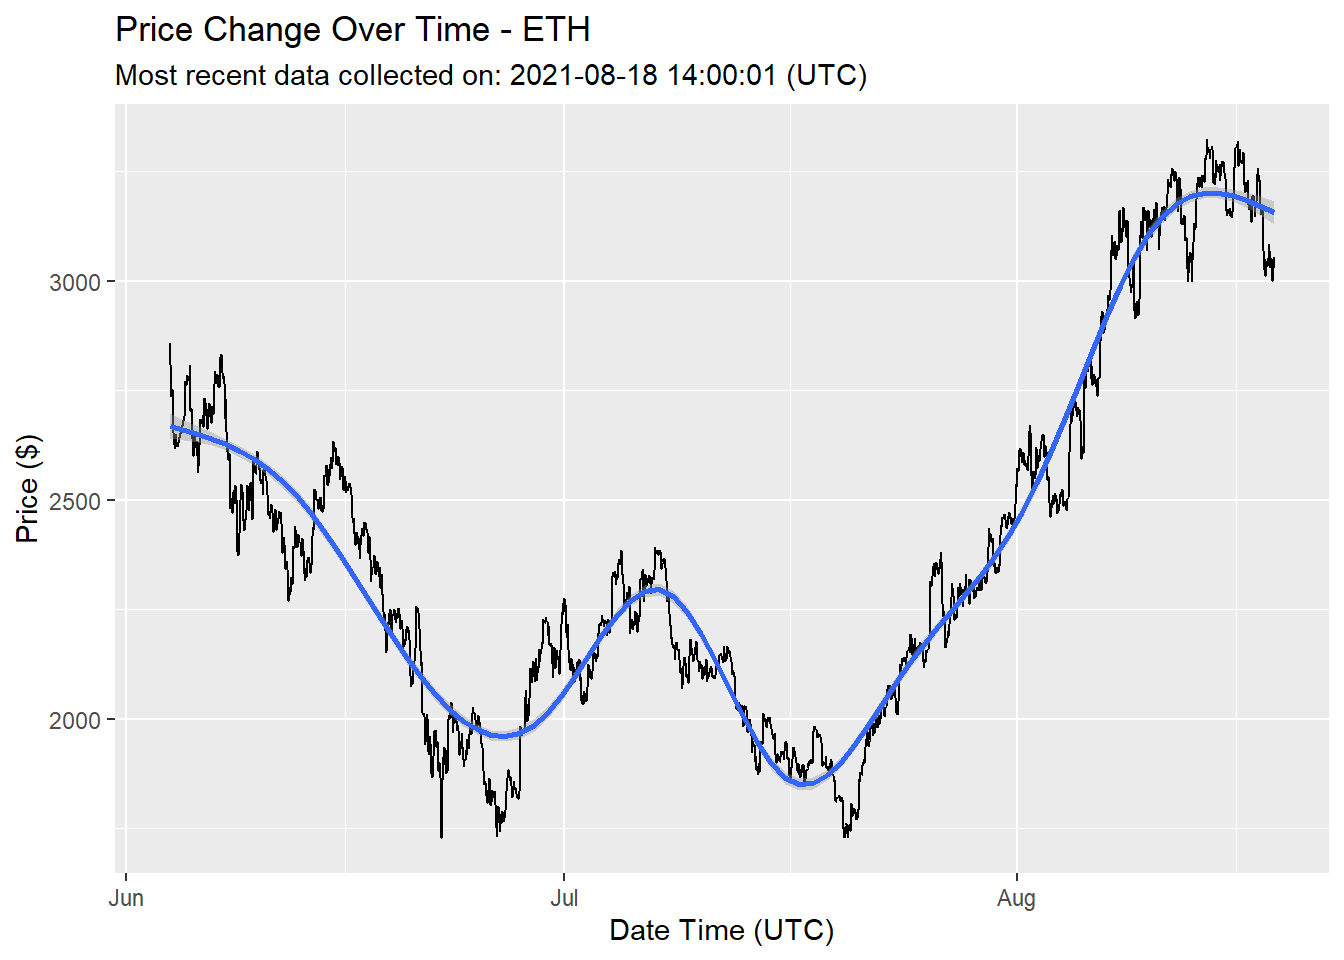 Price Change Over Time - ETH
Most recent data collected on: 2021-08-18 14:00:01 (UTC)
Price ($)
3000
2500
2000
Jun
Jul
Aug
Date Time (UTC)